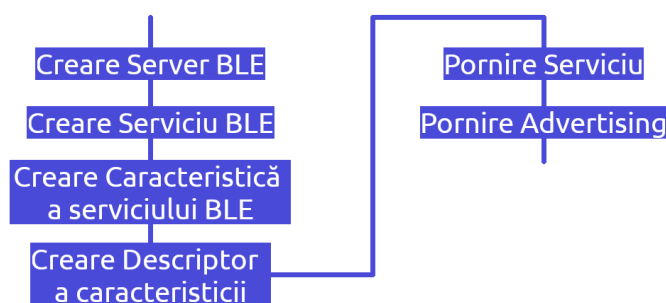 Creare Server BLE
Creare Serviciu BLE
Creare Caracteristică
a serviciului BLE
Creare Descriptor
a caracteristicii
Pornire Serviciu
Pornire Advertising